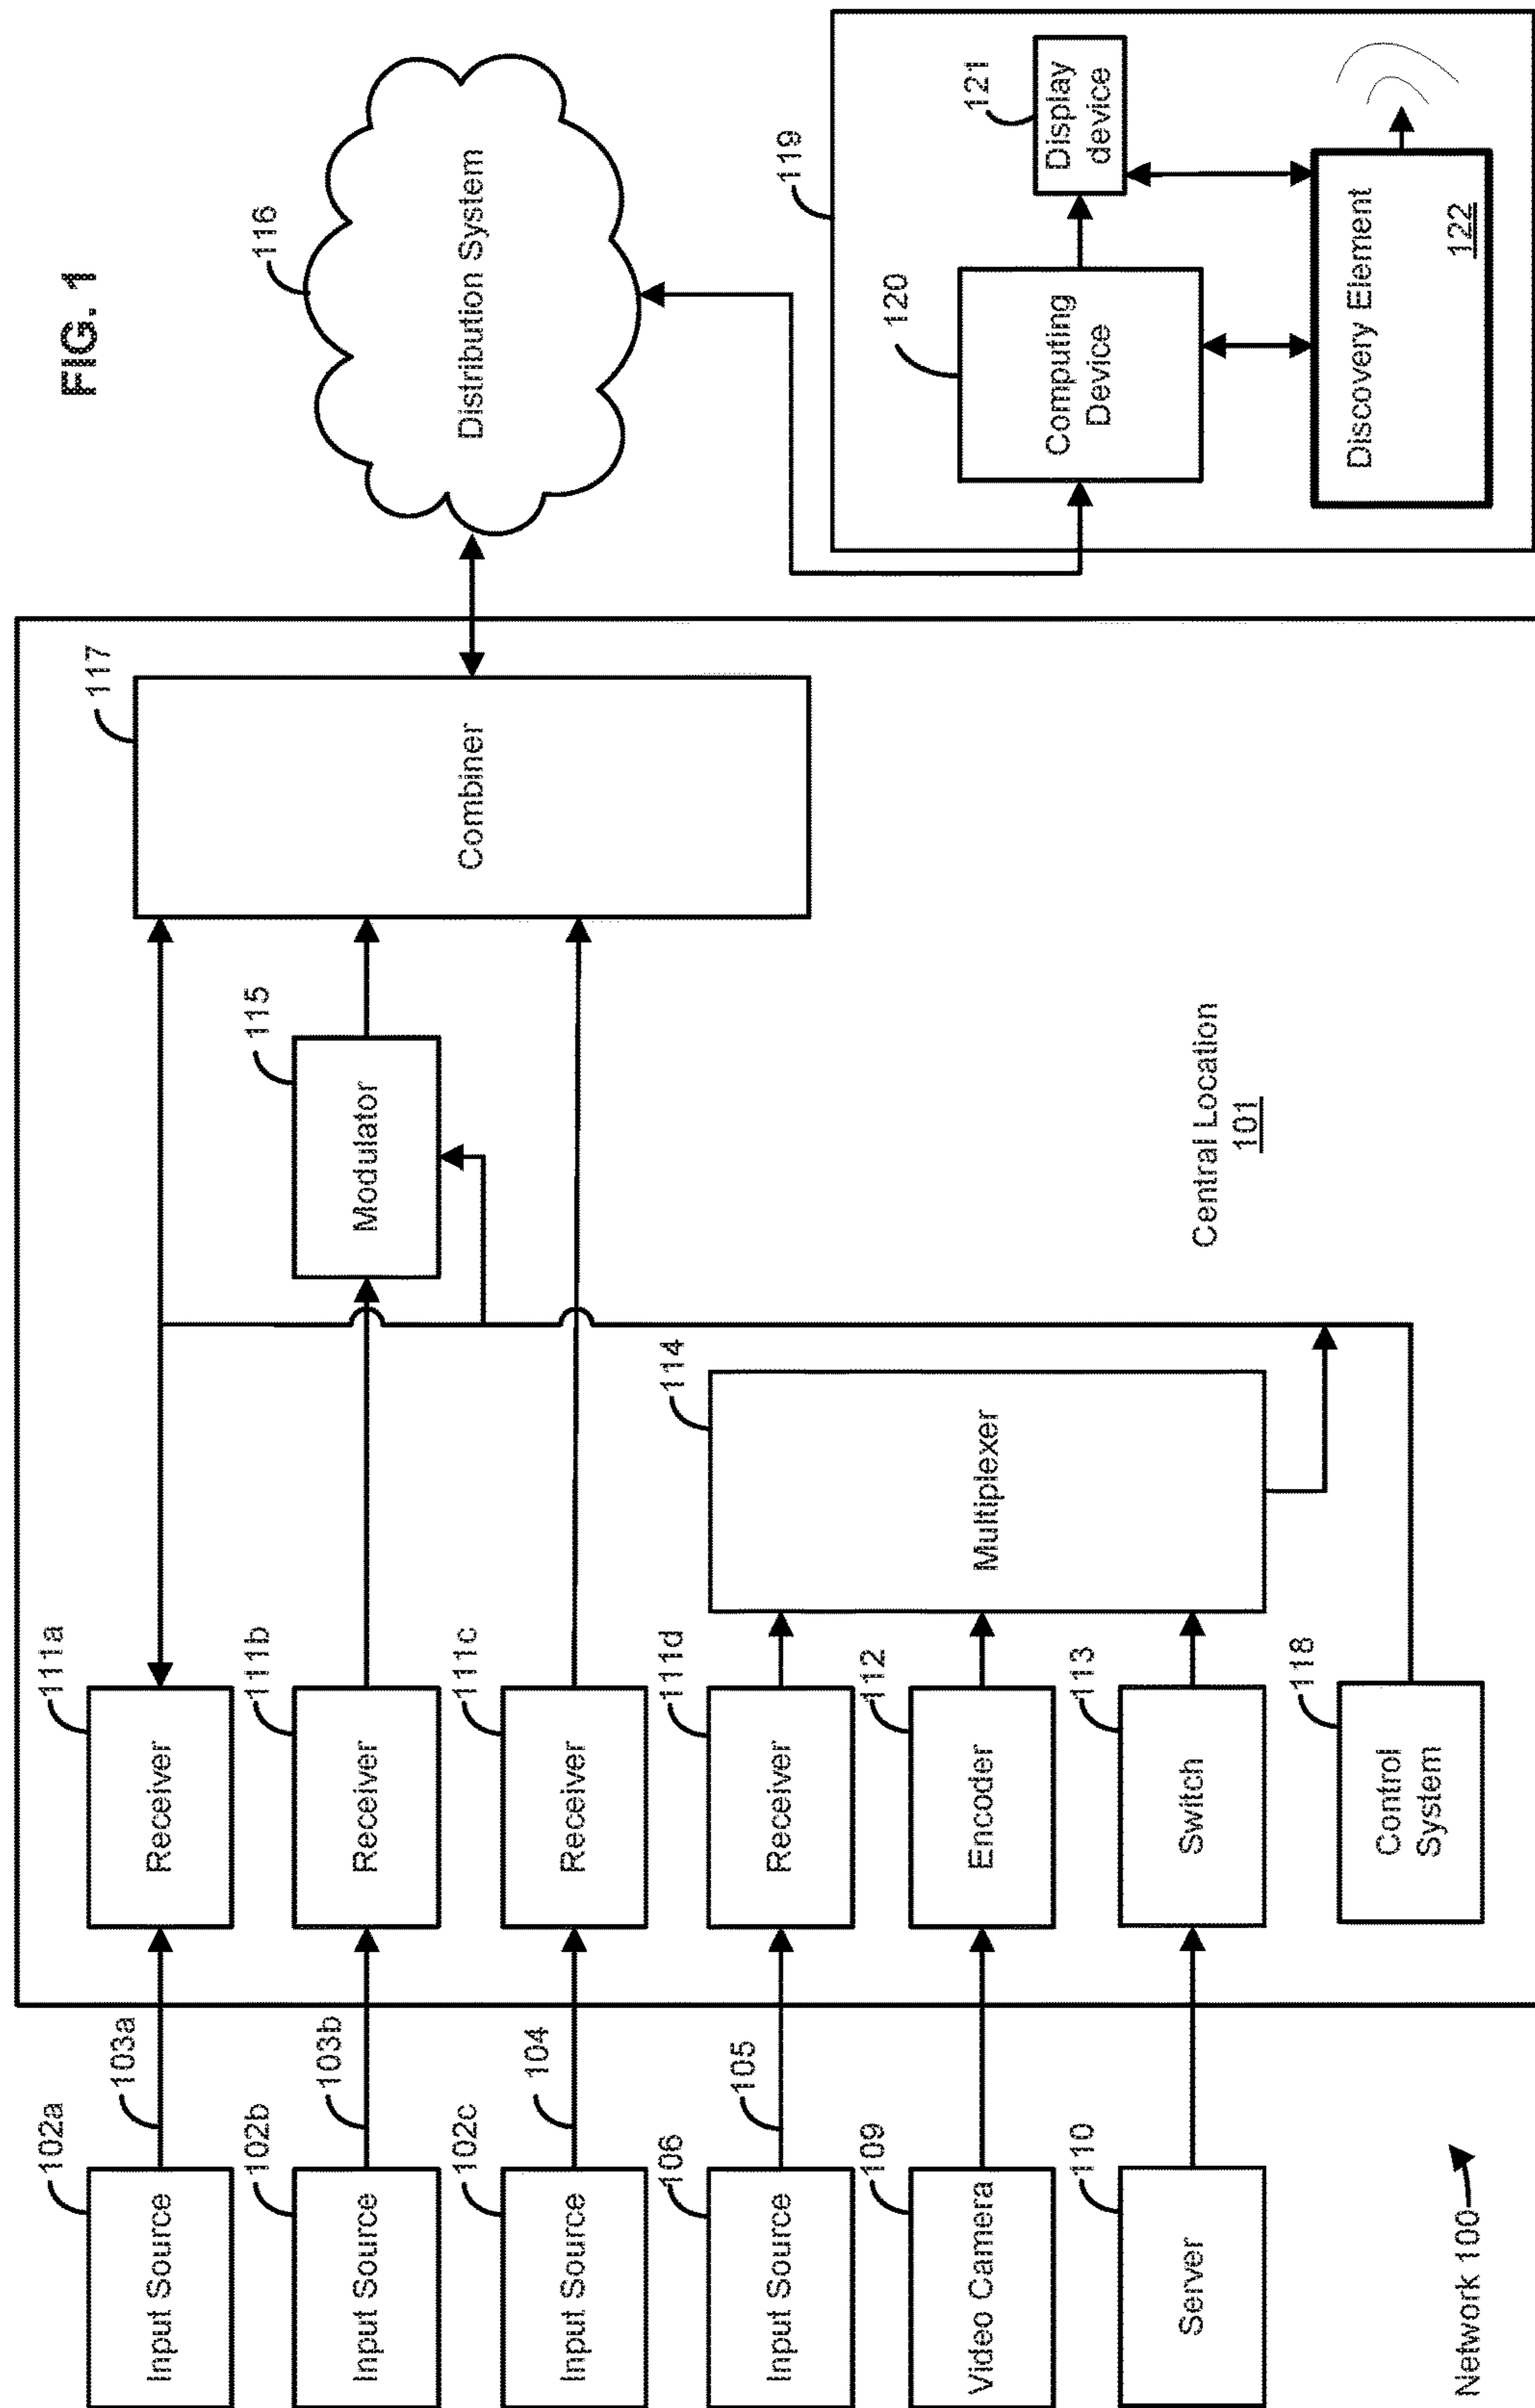 FIG. 1
102a
Input Source
103a
111a
Receiver
102b
Input Source
103b
111b
Receiver
115
Modulator
102c
Input Source
104
111c
Receiver
117
Combiner
116
Distribution System
106
Input Source
105
111d
Receiver
114
Multiplexer
109
Video Camera
112
Encoder
110
Server
113
Switch
118
Control
System
Central Location
101
119
120
Computing
Device
121
Display
device
Discovery Element
122
Network 100